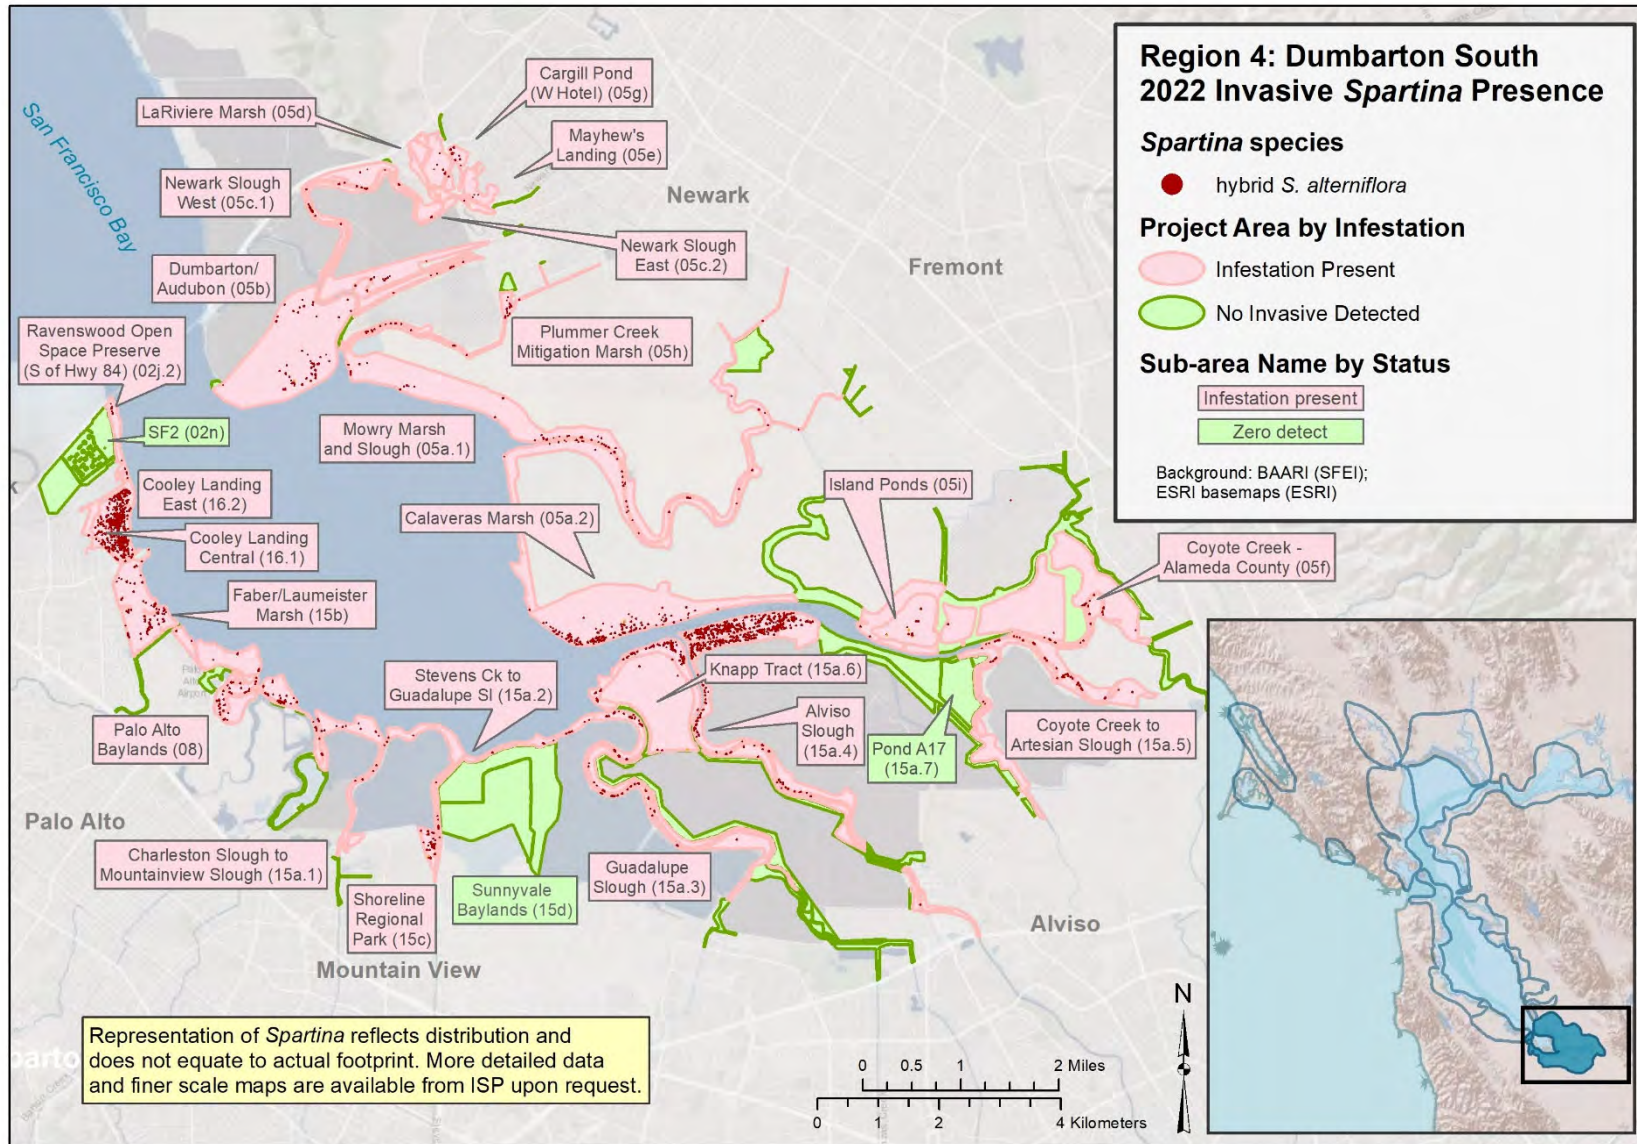 Region 4: Dumbarton South
2022 Invasive Spartina Presence
Spartina species
hybrid S. alterniflora
Project Area by Infestation
Infestation Present
No Invasive Detected
Sub-area Name by Status
Infestation present
Zero detect
Background: BAARI (SFEI);
ESRI basemaps (ESRI)
San Francisco Bay
Cargill Pond
(W Hotel) (05g)
LaRiviere Marsh (05d)
Mayhew's
Landing (05e)
Newark Slough
West (05c.1)
Newark
Newark Slough
East (05c.2)
Fremont
Dumbarton/
Audubon (05b)
Ravenswood Open
Space Preserve
(S of Hwy 84) (02j.2)
Plummer Creek
Mitigation Marsh (05h)
SF2 (02n)
Mowry Marsh
and Slough (05a.1)
Cooley Landing
East (16.2)
Island Ponds (05i)
Calaveras Marsh (05a.2)
Cooley Landing
Central (16.1)
Coyote Creek -
Alameda County (05f)
Faber/Laumeister
Marsh (15b)
Stevens Ck to
Guadalupe Sl (15a.2)
Knapp Tract (15a.6)
Palo Alto
Airport
Palo Alto
Baylands (08)
Alviso
Slough
(15a.4)
Pond A17
(15a.7)
Coyote Creek to
Artesian Slough (15a.5)
Palo Alto
Charleston Slough to
Mountainview Slough (15a.1)
Shoreline
Regional
Park (15c)
Sunnyvale
Baylands (15d)
Guadalupe
Slough (15a.3)
Alviso
Mountain View
Representation of Spartina reflects distribution and
does not equate to actual footprint. More detailed data
and finer scale maps are available from ISP upon request.
N
0 0.5 1 2 Miles
0 1 2 4 Kilometers